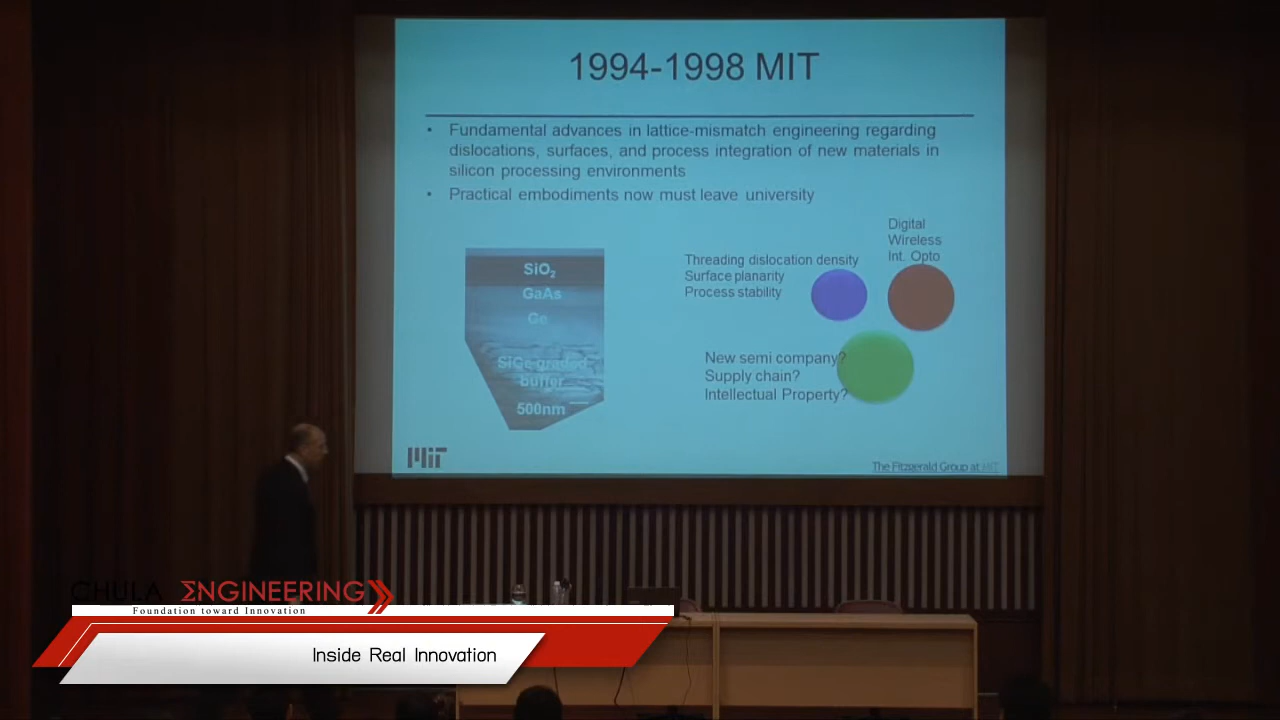 1994-1998 MIT
• Fundamental advances in lattice-mismatch engineering regarding
dislocations, surfaces, and process integration of new materials in
silicon processing environments
• Practical embodiments now must leave university
Digital
Wireless
Int. Opto
Threading dislocation density
Surface planarity
Process stability
SiO2
GaAs
Ge
SiGe graded
buffer
500nm
New semi company?
Supply chain?
Intellectual Property?
MIT
The Fitzgerald Group at MIT
CHULA ΣNGINEERING
Foundation toward Innovation
Inside Real Innovation